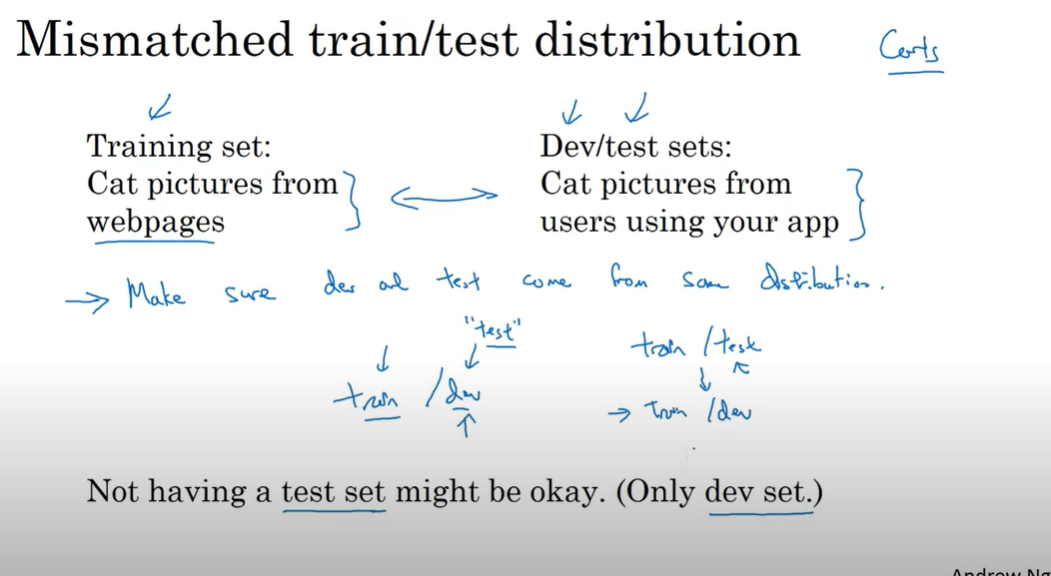 Mismatched train/test distribution
Training set:
Cat pictures from
webpages
Dev/test sets:
Cat pictures from
users using your app
→ Make sure dev and test come from same distribution.
"test"
train / dev
train / test
→ train / dev
Not having a test set might be okay. (Only dev set.)
Andrew Ng